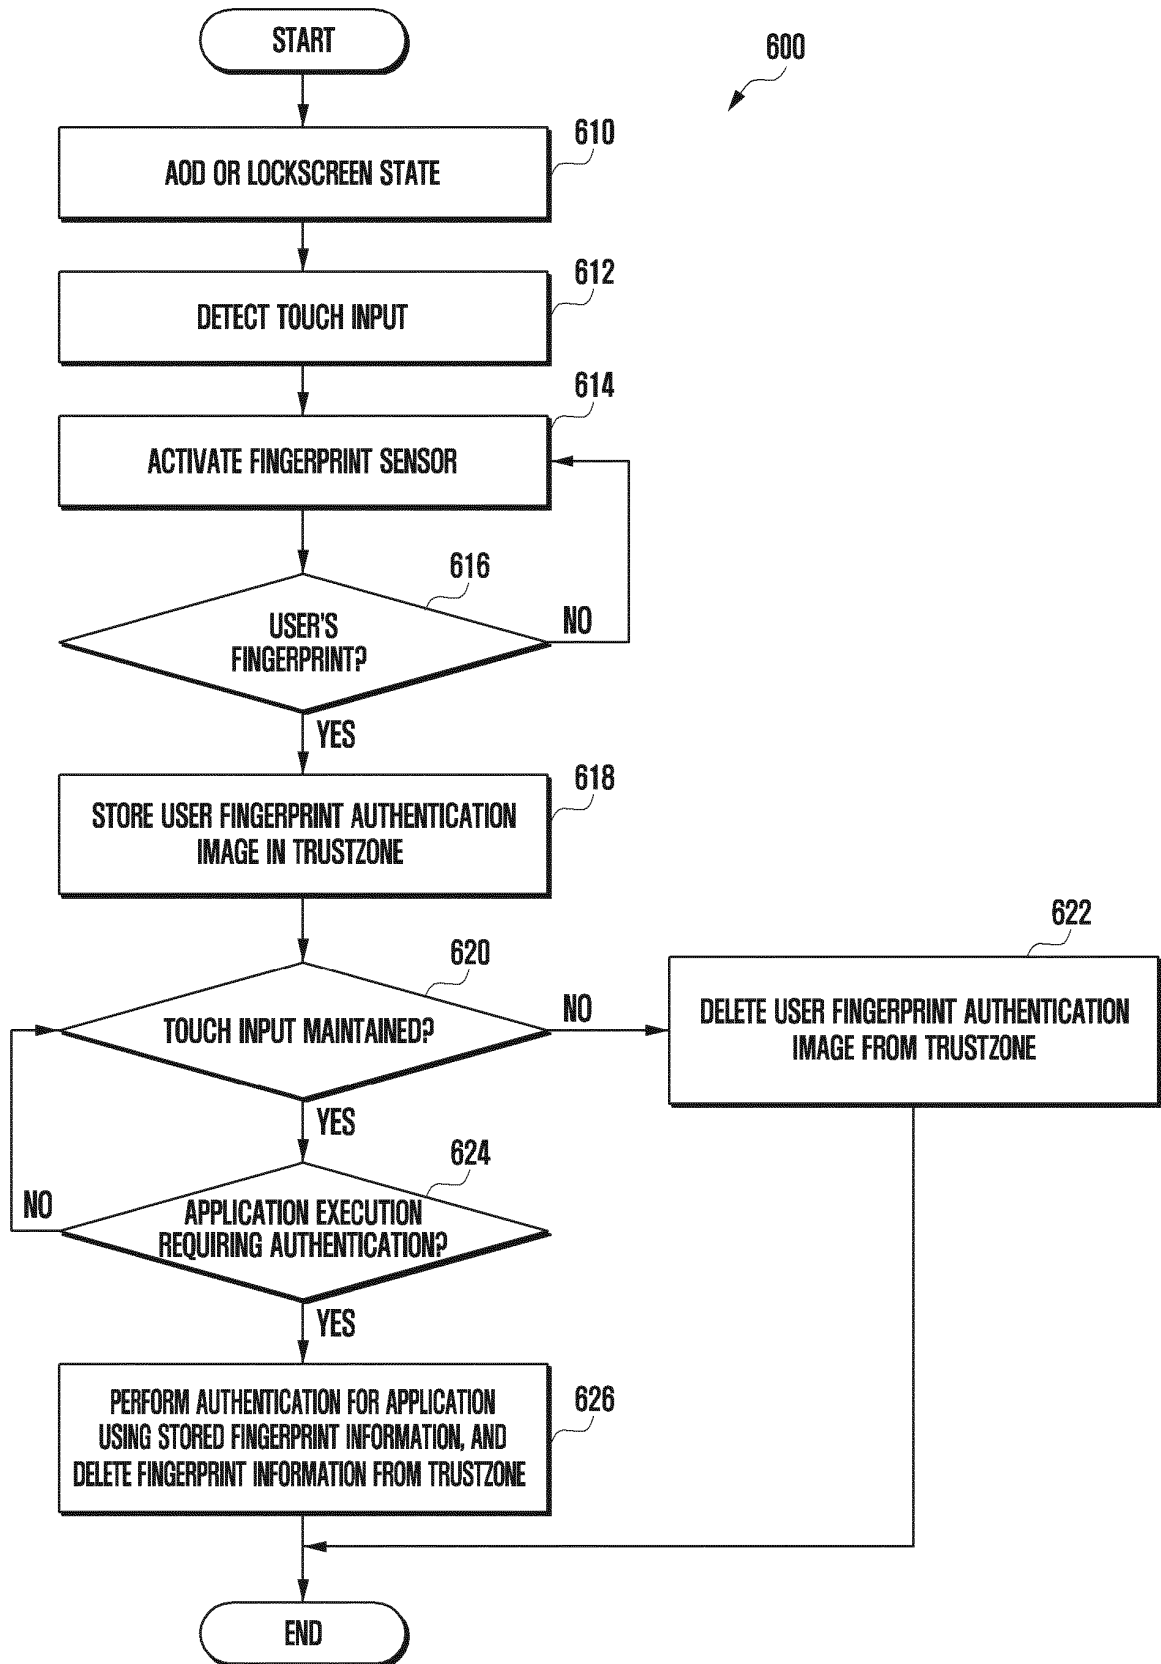 START
600
610
AOD OR LOCKSCREEN STATE
612
DETECT TOUCH INPUT
614
ACTIVATE FINGERPRINT SENSOR
616
USER'S
FINGERPRINT?
NO
YES
618
STORE USER FINGERPRINT AUTHENTICATION
IMAGE IN TRUSTZONE
620
TOUCH INPUT MAINTAINED?
NO
622
DELETE USER FINGERPRINT AUTHENTICATION
IMAGE FROM TRUSTZONE
YES
624
APPLICATION EXECUTION
REQUIRING AUTHENTICATION?
NO
YES
626
PERFORM AUTHENTICATION FOR APPLICATION
USING STORED FINGERPRINT INFORMATION, AND
DELETE FINGERPRINT INFORMATION FROM TRUSTZONE
END